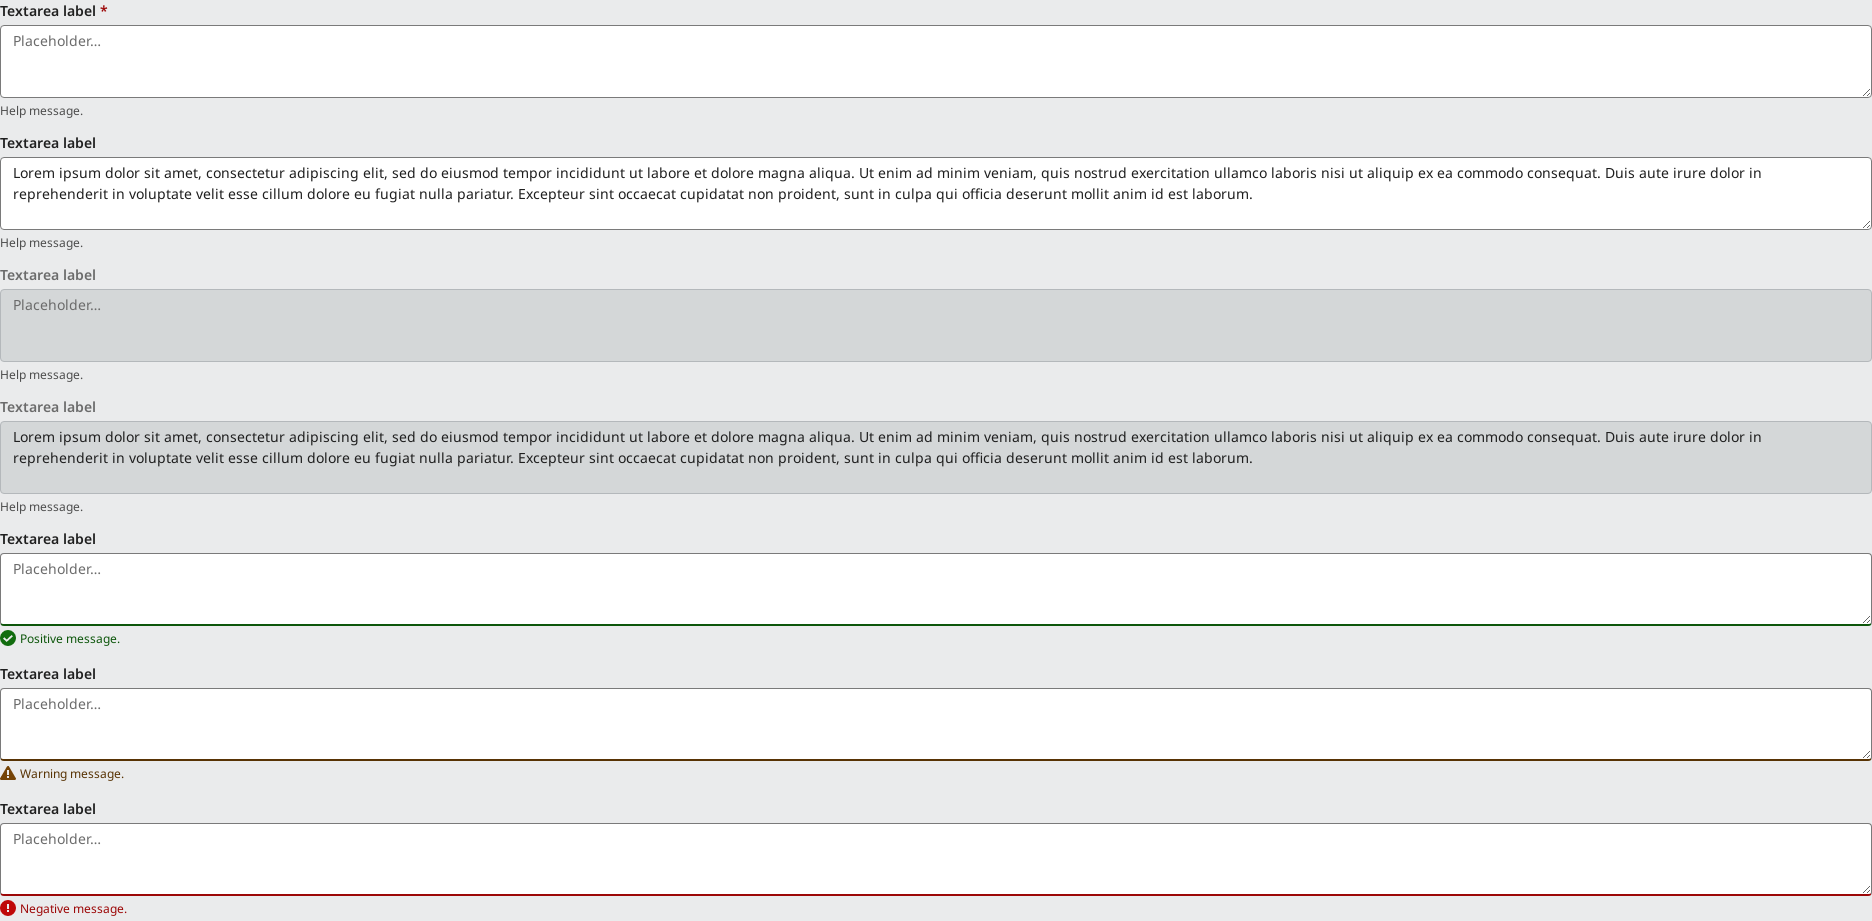 Textarea label *
Placeholder...
Help message.
Textarea label
Lorem ipsum dolor sit amet, consectetur adipiscing elit, sed do eiusmod tempor incididunt ut labore et dolore magna aliqua. Ut enim ad minim veniam, quis nostrud exercitation ullamco laboris nisi ut aliquip ex ea commodo consequat. Duis aute irure dolor in
reprehenderit in voluptate velit esse cillum dolore eu fugiat nulla pariatur. Excepteur sint occaecat cupidatat non proident, sunt in culpa qui officia deserunt mollit anim id est laborum.
Help message.
Textarea label
Placeholder...
Help message.
Textarea label
Lorem ipsum dolor sit amet, consectetur adipiscing elit, sed do eiusmod tempor incididunt ut labore et dolore magna aliqua. Ut enim ad minim veniam, quis nostrud exercitation ullamco laboris nisi ut aliquip ex ea commodo consequat. Duis aute irure dolor in
reprehenderit in voluptate velit esse cillum dolore eu fugiat nulla pariatur. Excepteur sint occaecat cupidatat non proident, sunt in culpa qui officia deserunt mollit anim id est laborum.
Help message.
Textarea label
Placeholder...
Positive message.
Textarea label
Placeholder...
Warning message.
Textarea label
Placeholder...
Negative message.